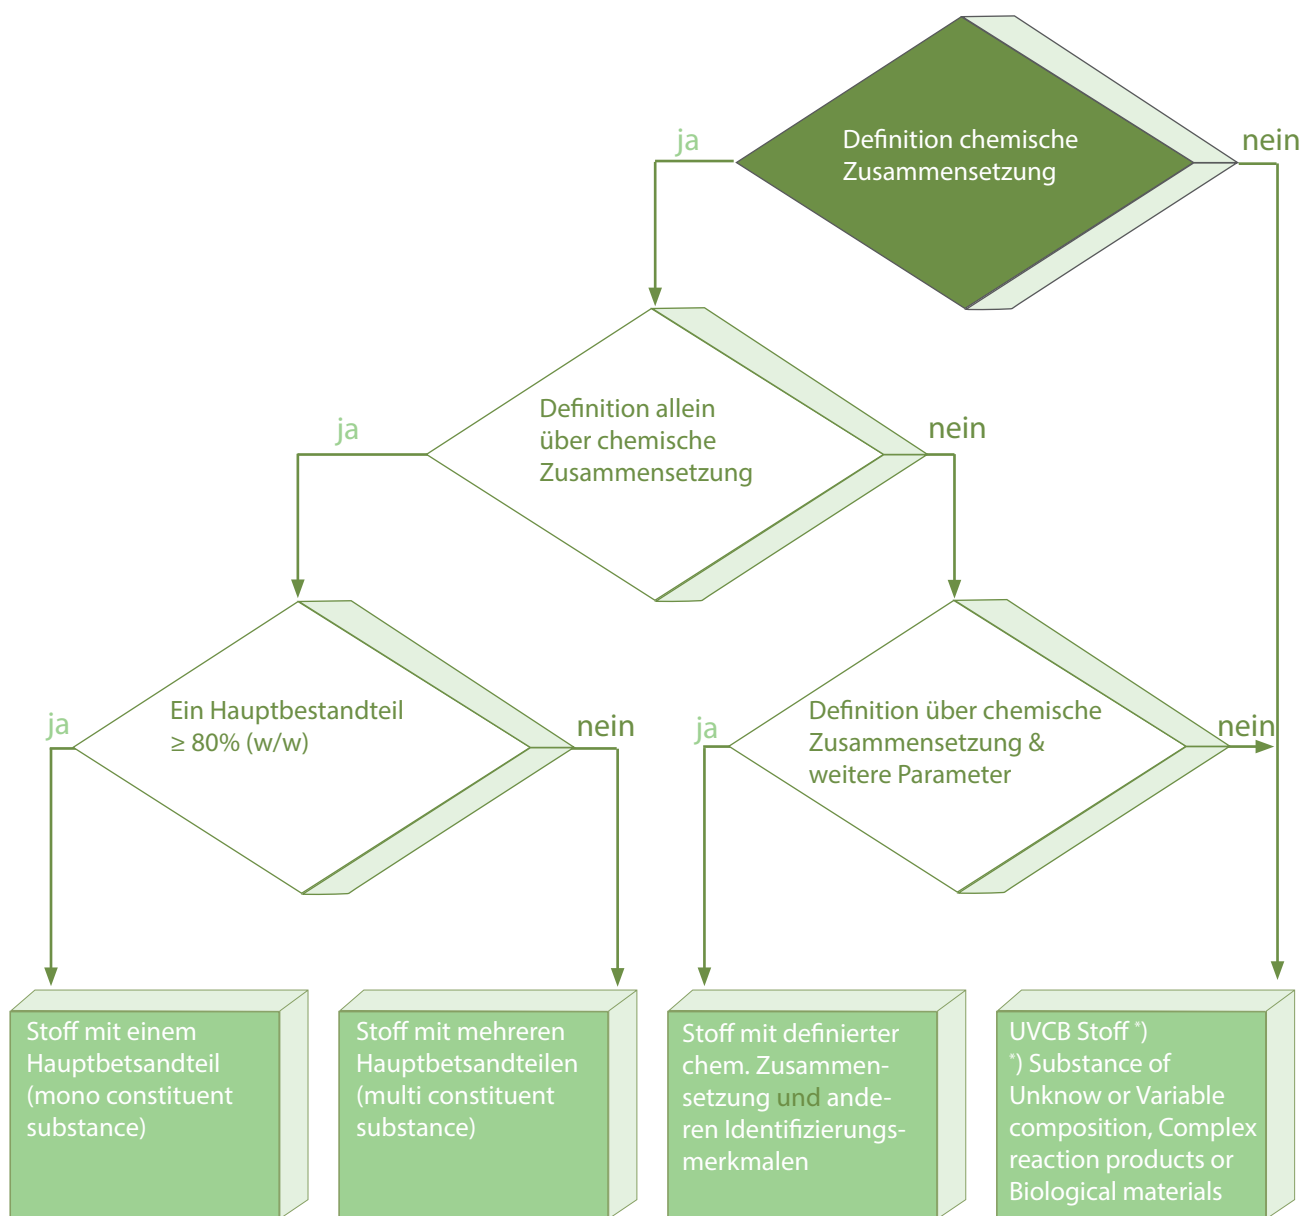 ja
Definition chemische
Zusammensetzung
nein
ja
Definition allein
über chemische
Zusammensetzung
nein
ja
Ein Hauptbestandteil
≥ 80% (w/w)
nein
ja
Definition über chemische
Zusammensetzung &
weitere Parameter
nein
Stoff mit einem
Hauptbetsandteil
(mono constituent
substance)
Stoff mit mehreren
Hauptbetsandteilen
(multi constituent
substance)
Stoff mit definierter
chem. Zusammen-
setzung und ande-
ren Identifizierungs-
merkmalen
UVCB Stoff *)
*) Substance of
Unknow or Variable
composition, Complex
reaction products or
Biological materials